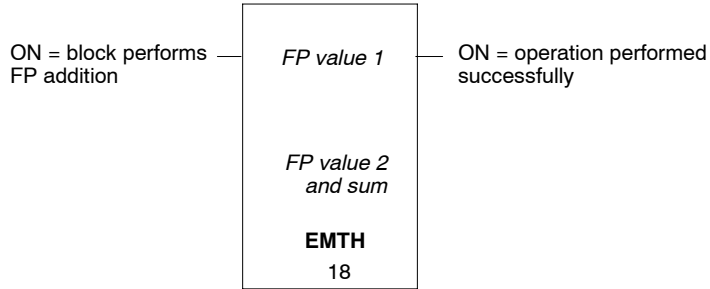 ON = block performs
FP addition
FP value 1
ON = operation performed
successfully
FP value 2
and sum
EMTH
18